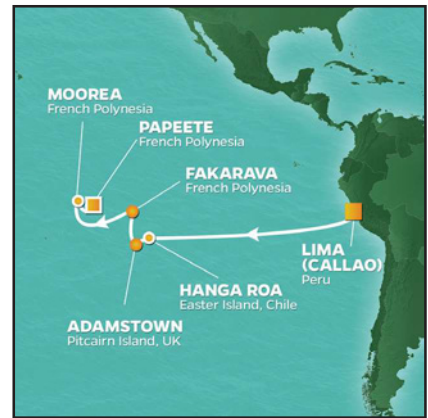 MOOREA
French Polynesia
PAPEETE
French Polynesia
FAKARAVA
French Polynesia
LIMA
(CALLAO)
Peru
HANGA ROA
Easter Island, Chile
ADAMSTOWN
Pitcairn Island, UK